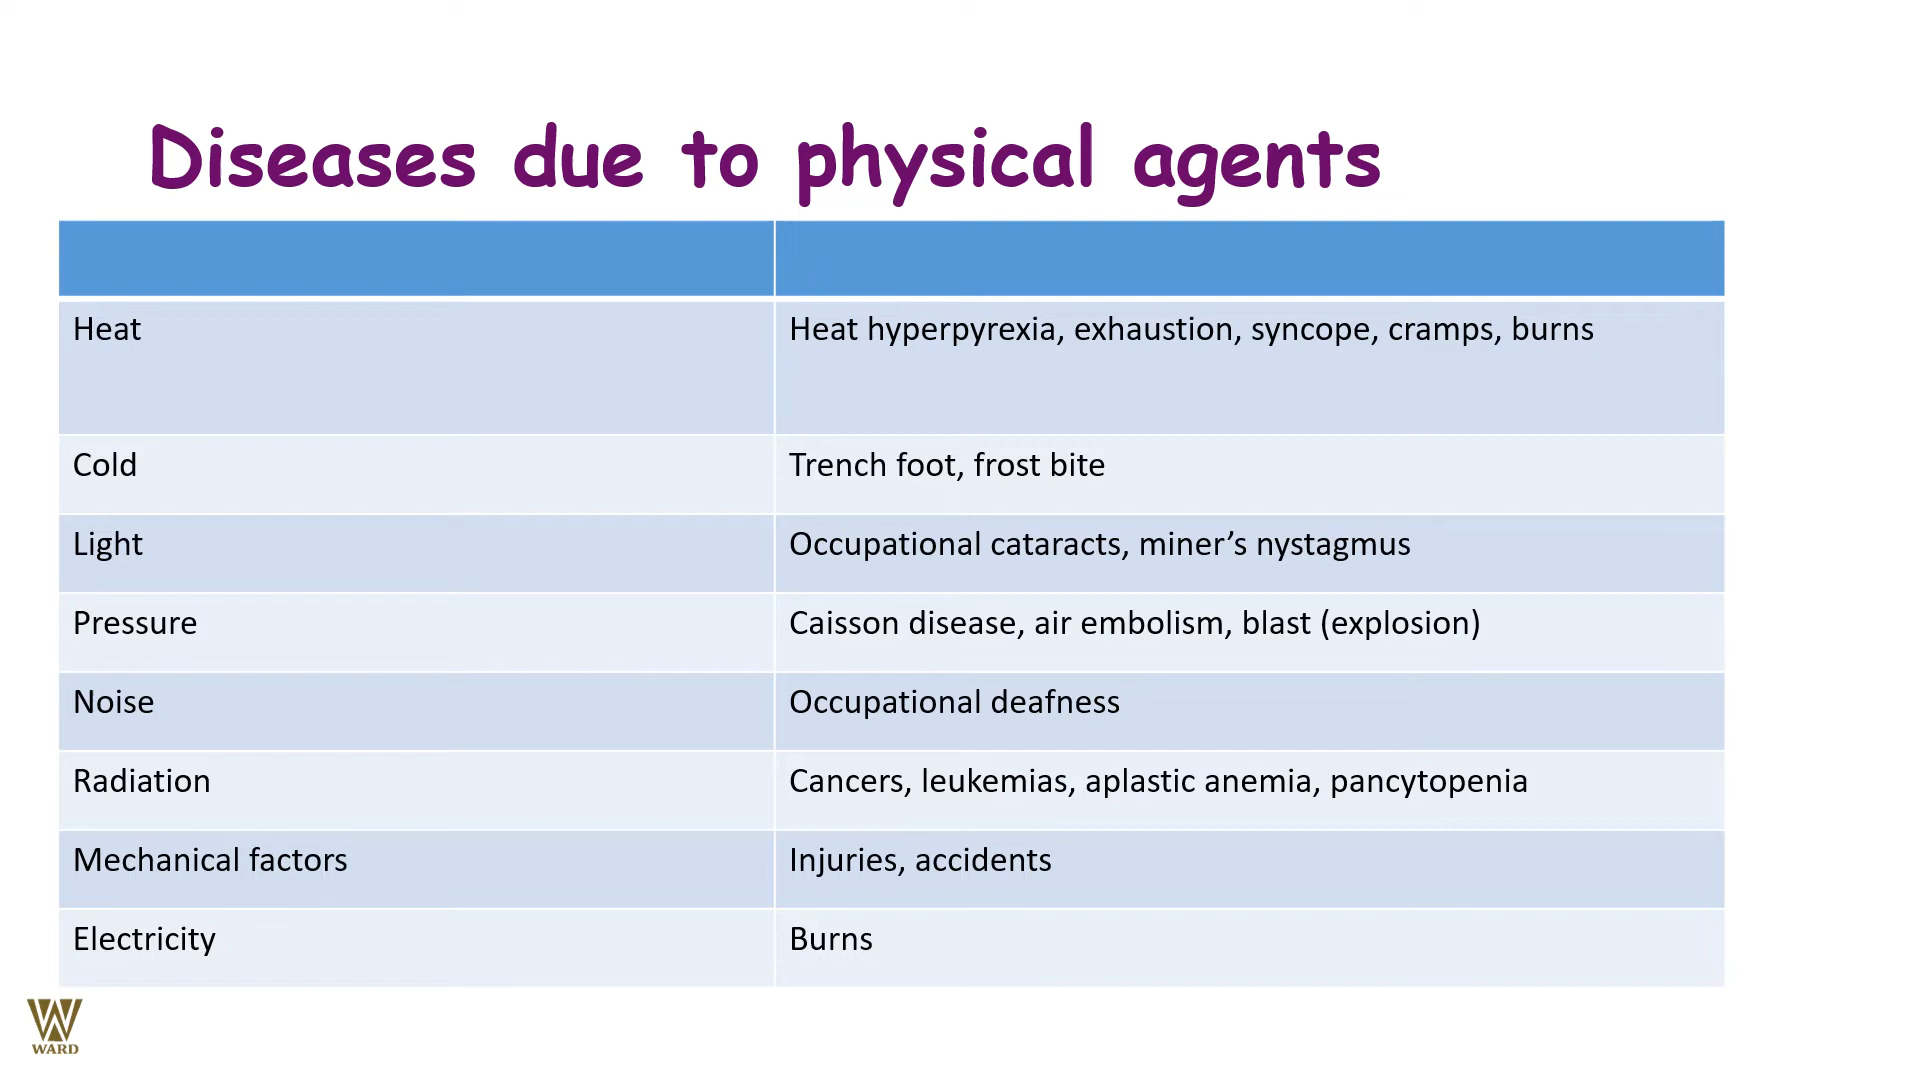 Diseases due to physical agents
Heat
Heat hyperpyrexia, exhaustion, syncope, cramps, burns
Cold
Trench foot, frost bite
Light
Occupational cataracts, miner’s nystagmus
Pressure
Caisson disease, air embolism, blast (explosion)
Noise
Occupational deafness
Radiation
Cancers, leukemias, aplastic anemia, pancytopenia
Mechanical factors
Injuries, accidents
Electricity
Burns
WARD